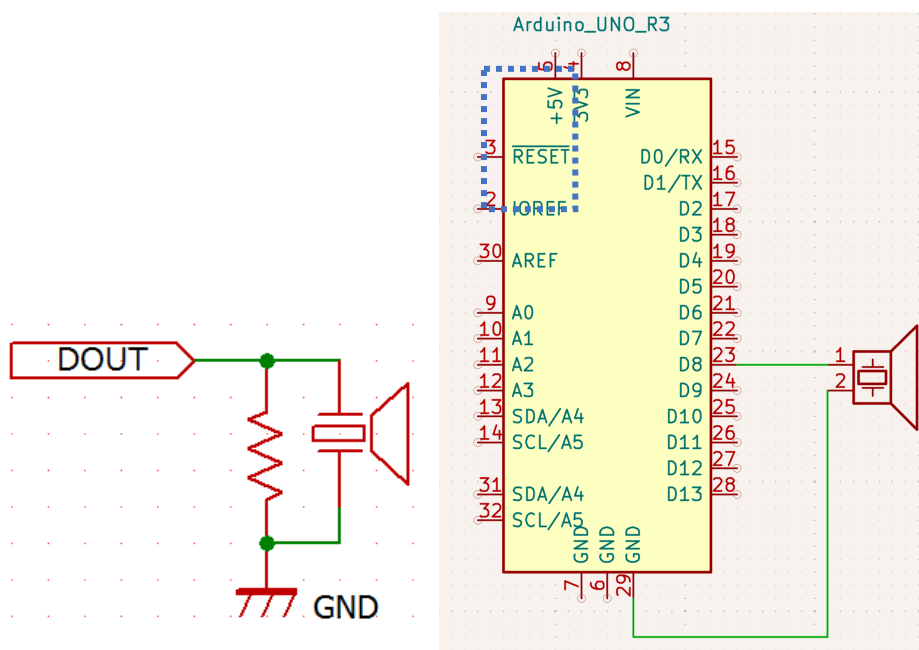 Arduino_UNO_R3
5 4 8
+5V 3V3 VIN
3 RESET D0/RX 15
D1/TX 16
2 IOREF D2 17
D3 18
30 AREF D4 19
D5 20
9 A0 D6 21
10 A1 D7 22
11 A2 D8 23 1
12 A3 D9 24 2
13 SDA/A4 D10 25
14 SCL/A5 D11 26
D12 27
31 SDA/A4 D13 28
32 SCL/A5
GND GND GND
7 6 29
DOUT
GND